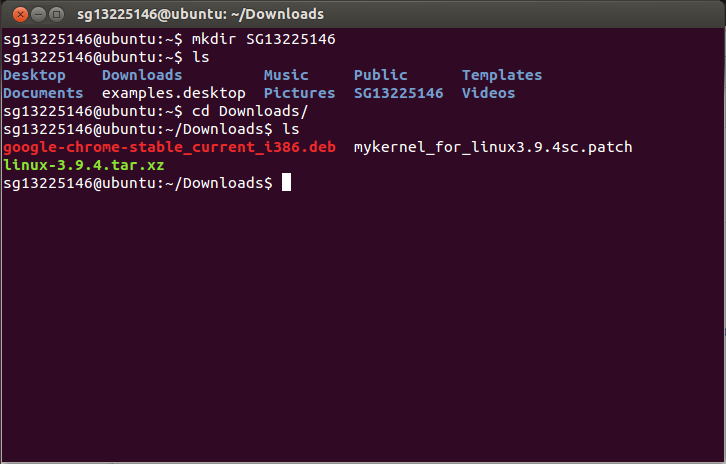 sg13225146@ubuntu: ~/Downloads
sg13225146@ubuntu:~$ mkdir SG13225146
sg13225146@ubuntu:~$ ls
Desktop    Downloads         Music     Public      Templates
Documents  examples.desktop  Pictures  SG13225146  Videos
sg13225146@ubuntu:~$ cd Downloads/
sg13225146@ubuntu:~/Downloads$ ls
google-chrome-stable_current_i386.deb  mykernel_for_linux3.9.4sc.patch
linux-3.9.4.tar.xz
sg13225146@ubuntu:~/Downloads$